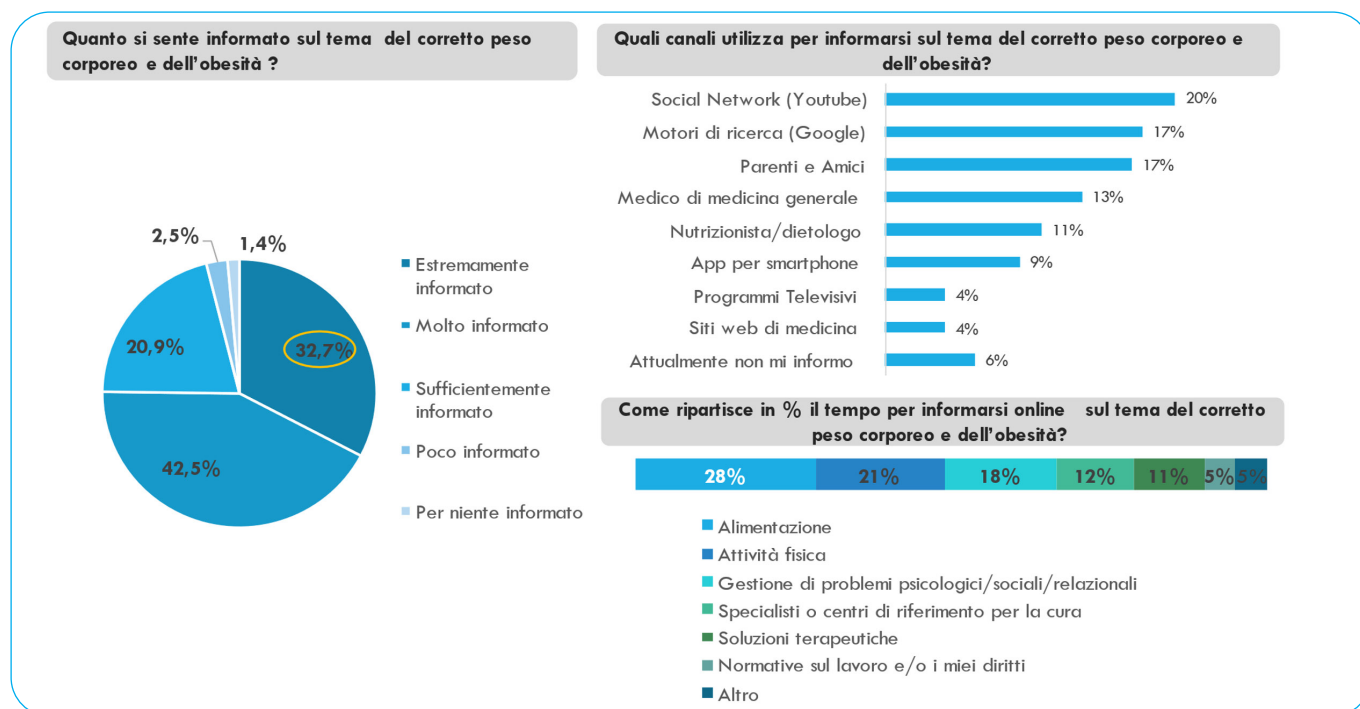 Quanto si sente informato sul tema del corretto peso
corporeo e dell'obesità ?
2,5%
1,4%
20,9%
32,7%
42,5%
Estremamente
informato
Molto informato
Sufficientemente
informato
Poco informato
Per niente informato
Quali canali utilizza per informarsi sul tema del corretto peso corporeo e
dell'obesità?
Social Network (Youtube) 20%
Motori di ricerca (Google) 17%
Parenti e Amici 17%
Medico di medicina generale 13%
Nutrizionista/dietologo 11%
App per smartphone 9%
Programmi Televisivi 4%
Siti web di medicina 4%
Attualmente non mi informo 6%
Come ripartisce in % il tempo per informarsi online sul tema del corretto
peso corporeo e dell'obesità?
28% 21% 18% 12% 11% 5% 5%
Alimentazione
Attività fisica
Gestione di problemi psicologici/sociali/relazionali
Specialisti o centri di riferimento per la cura
Soluzioni terapeutiche
Normative sul lavoro e/o i miei diritti
Altro